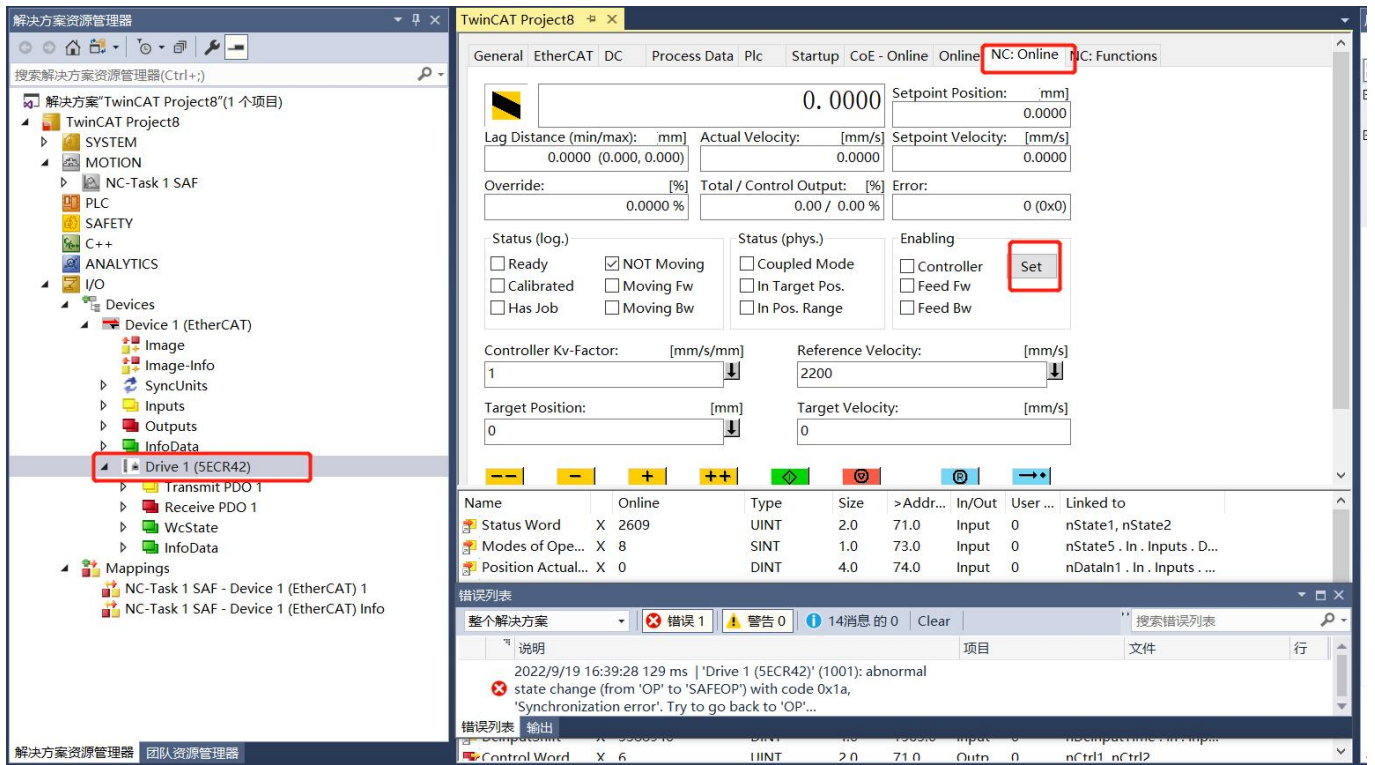 解决方案资源管理器
搜索解决方案资源管理器(Ctrl+;)
解决方案"TwinCAT Project8"(1 个项目)
TwinCAT Project8
SYSTEM
MOTION
NC-Task 1 SAF
PLC
SAFETY
C++
ANALYTICS
I/O
Devices
Device 1 (EtherCAT)
Image
Image-Info
SyncUnits
Inputs
Outputs
InfoData
Drive 1 (5ECR42)
Transmit PDO 1
Receive PDO 1
WcState
InfoData
Mappings
NC-Task 1 SAF - Device 1 (EtherCAT) 1
NC-Task 1 SAF - Device 1 (EtherCAT) Info
解决方案资源管理器 团队资源管理器
TwinCAT Project8
General EtherCAT DC Process Data Plc Startup CoE - Online Online NC: Online NC: Functions
0.0000
Setpoint Position: mm]
0.0000
Lag Distance (min/max): mm] Actual Velocity: [mm/s] Setpoint Velocity: [mm/s]
0.0000 (0.000, 0.000) 0.0000 0.0000
Override: [%] Total / Control Output: [%] Error:
0.0000 % 0.00 / 0.00 % 0 (0x0)
Status (log.) Status (phys.) Enabling
Ready NOT Moving Coupled Mode Controller Set
Calibrated Moving Fw In Target Pos. Feed Fw
Has Job Moving Bw In Pos. Range Feed Bw
Controller Kv-Factor: [mm/s/mm] Reference Velocity: [mm/s]
1 2200
Target Position: [mm] Target Velocity: [mm/s]
0 0
-- - + ++ R
Name Online Type Size >Addr... In/Out User ... Linked to
Status Word X 2609 UINT 2.0 71.0 Input 0 nState1, nState2
Modes of Ope... X 8 SINT 1.0 73.0 Input 0 nState5 . In . Inputs . D...
Position Actual... X 0 DINT 4.0 74.0 Input 0 nDataIn1 . In . Inputs . ...
错误列表
整个解决方案 错误 1 警告 0 14消息 的 0 Clear 搜索错误列表
说明 项目 文件 行
2022/9/19 16:39:28 129 ms | 'Drive 1 (5ECR42)' (1001): abnormal
state change (from 'OP' to 'SAFEOP') with code 0x1a,
'Synchronization error'. Try to go back to 'OP'...
错误列表 输出
Control Word X 6 UINT 2.0 71.0 Outp 0 nCtrl1, nCtrl2